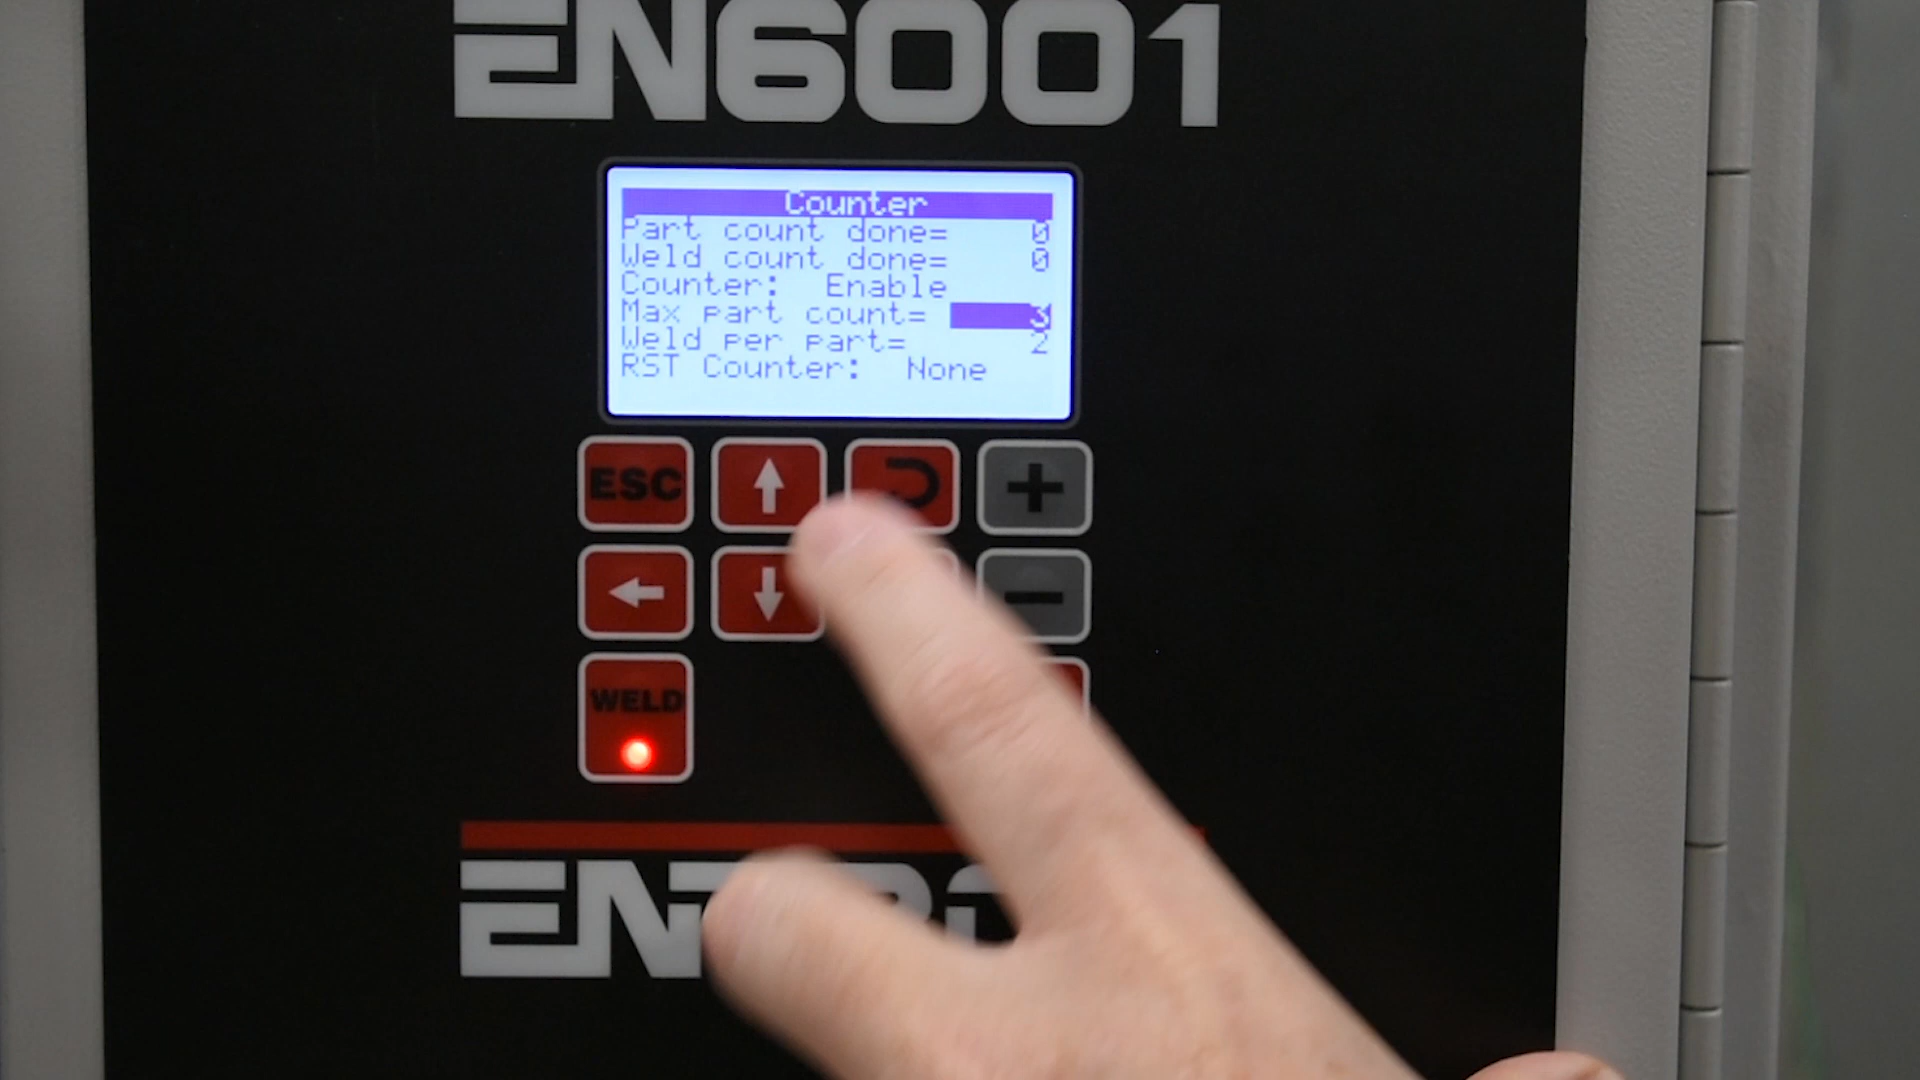 EN6001
Counter
Part count done= 0
Weld count done= 0
Counter: Enable
Max part count= 3
Weld per part= 2
RST Counter: None
ESC
+
-
WELD